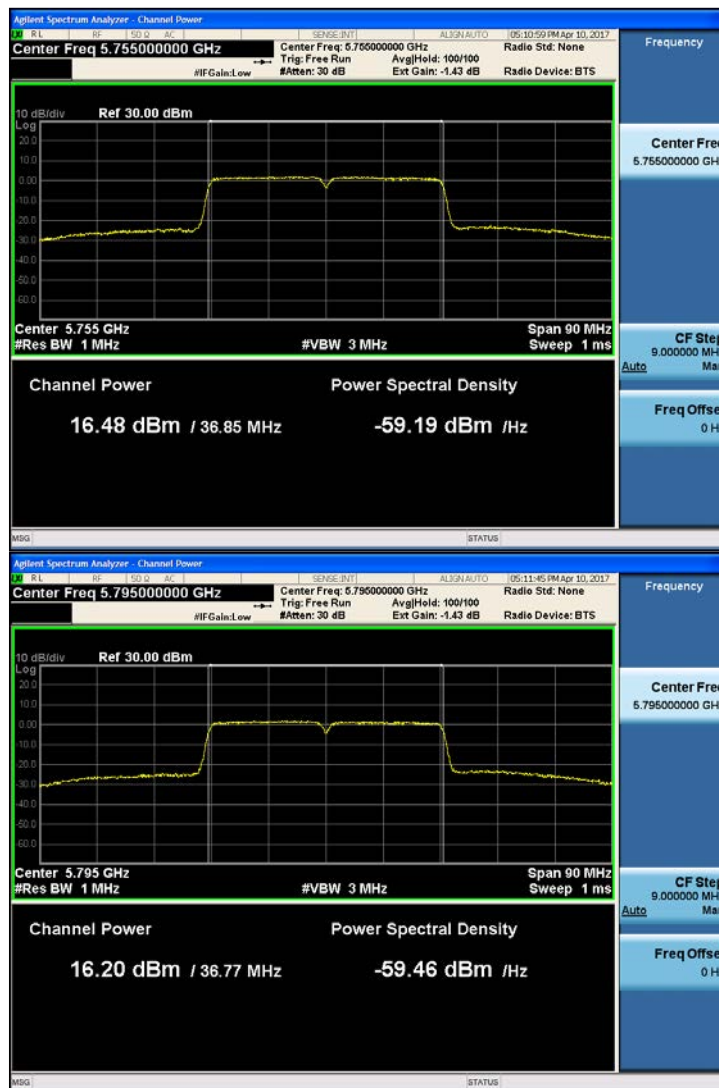 Agilent Spectrum Analyzer - Channel Power
RL RF 50 Ω AC SENSE:INT ALIGN AUTO 05:10:59 PM Apr 10, 2017
Center Freq 5.755000000 GHz Center Freq: 5.755000000 GHz Radio Std: None
Trig: Free Run Avg|Hold: 100/100
#IFGain:Low #Atten: 30 dB Ext Gain: -1.43 dB Radio Device: BTS
Frequency
10 dB/div Ref 30.00 dBm
Log
20.0
10.0
0.00
-10.0
-20.0
-30.0
-40.0
-50.0
-60.0
Center 5.755 GHz Span 90 MHz
#Res BW 1 MHz #VBW 3 MHz Sweep 1 ms
Center Fre
5.755000000 GH
CF Ste
9.000000 MH
Auto Ma
Freq Offse
0 H
Channel Power Power Spectral Density
16.48 dBm / 36.85 MHz -59.19 dBm /Hz
MSG STATUS
Agilent Spectrum Analyzer - Channel Power
RL RF 50 Ω AC SENSE:INT ALIGN AUTO 05:11:45 PM Apr 10, 2017
Center Freq 5.795000000 GHz Center Freq: 5.795000000 GHz Radio Std: None
Trig: Free Run Avg|Hold: 100/100
#IFGain:Low #Atten: 30 dB Ext Gain: -1.43 dB Radio Device: BTS
Frequency
10 dB/div Ref 30.00 dBm
Log
20.0
10.0
0.00
-10.0
-20.0
-30.0
-40.0
-50.0
-60.0
Center 5.795 GHz Span 90 MHz
#Res BW 1 MHz #VBW 3 MHz Sweep 1 ms
Center Fre
5.795000000 GH
CF Ste
9.000000 MH
Auto Ma
Freq Offse
0 H
Channel Power Power Spectral Density
16.20 dBm / 36.77 MHz -59.46 dBm /Hz
MSG STATUS